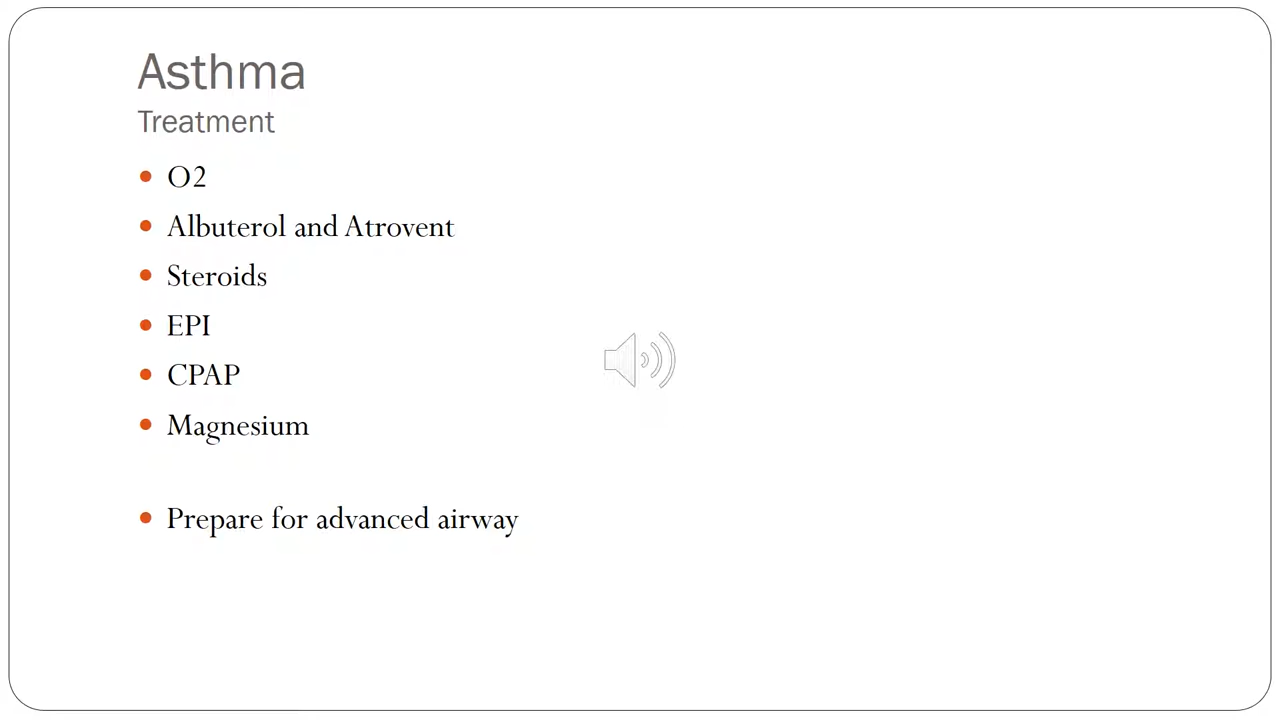 Asthma
Treatment
• O2
• Albuterol and Atrovent
• Steroids
• EPI
• CPAP
• Magnesium
• Prepare for advanced airway